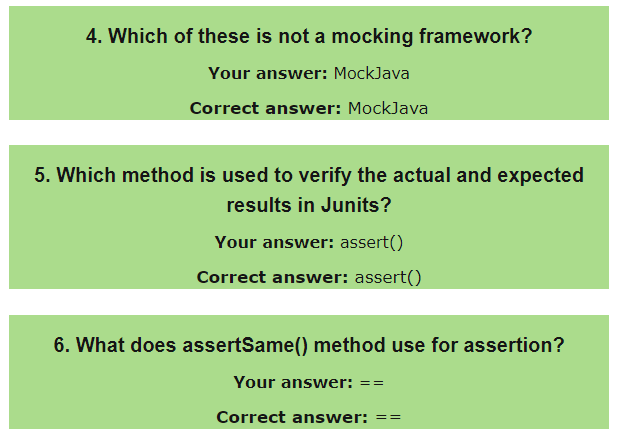 4. Which of these is not a mocking framework?
Your answer: MockJava
Correct answer: MockJava
5. Which method is used to verify the actual and expected
results in Junits?
Your answer: assert()
Correct answer: assert()
6. What does assertSame() method use for assertion?
Your answer: ==
Correct answer: ==